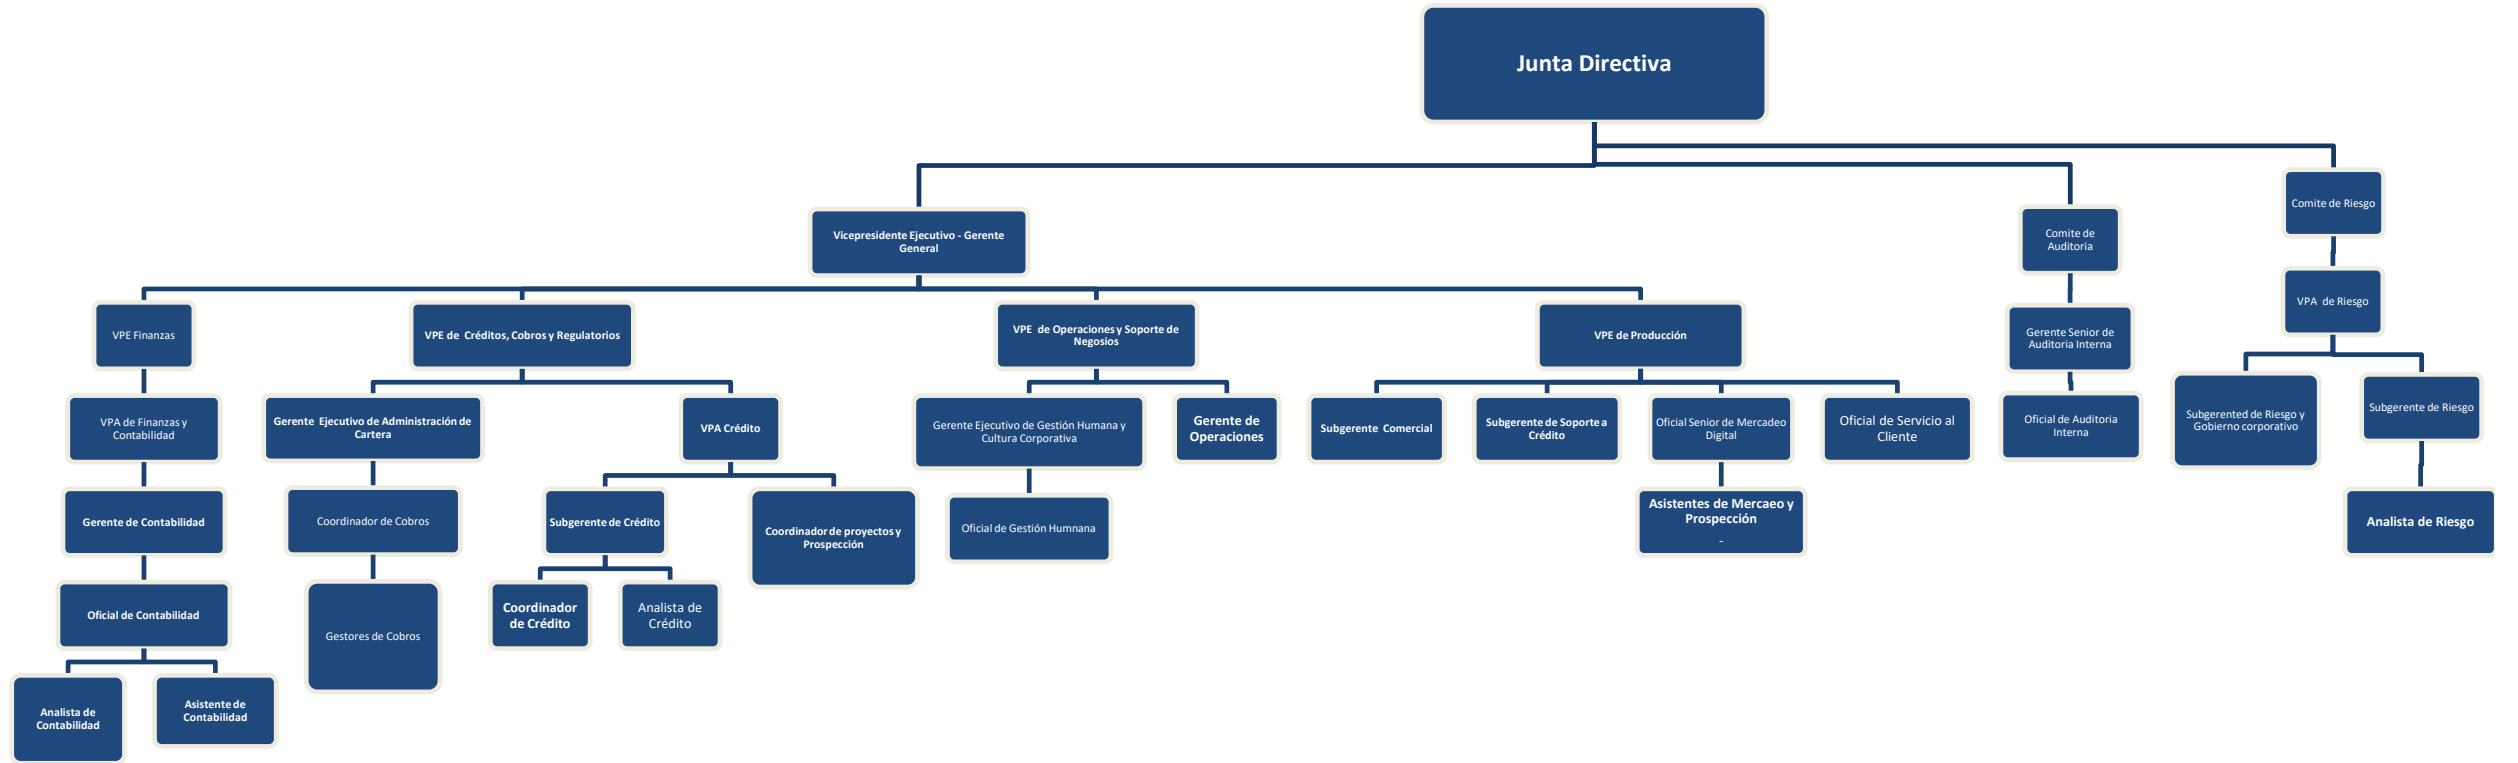 Junta Directiva
Comite de Riesgo
Vicepresidente Ejecutivo - Gerente
General
Comite de
Auditoria
VPE Finanzas
VPE de Créditos, Cobros y Regulatorios
VPE de Operaciones y Soporte de
Negosios
VPE de Producción
Gerente Senior de
Auditoria Interna
VPA de Riesgo
VPA de Finanzas y
Contabilidad
Gerente Ejecutivo de Administración de
Cartera
VPA Crédito
Gerente Ejecutivo de Gestión Humana y
Cultura Corporativa
Gerente de
Operaciones
Subgerente Comercial
Subgerente de Soporte a
Crédito
Oficial Senior de Mercadeo
Digital
Oficial de Servicio al
Cliente
Oficial de Auditoria
Interna
Subgerented de Riesgo y
Gobierno corporativo
Subgerente de Riesgo
Gerente de Contabilidad
Coordinador de Cobros
Subgerente de Crédito
Coordinador de proyectos y
Prospección
Oficial de Gestión Humnana
Asistentes de Mercaeo y
Prospección
-
Analista de Riesgo
Oficial de Contabilidad
Gestores de Cobros
Coordinador
de Crédito
Analista de
Crédito
Analista de
Contabilidad
Asistente de
Contabilidad